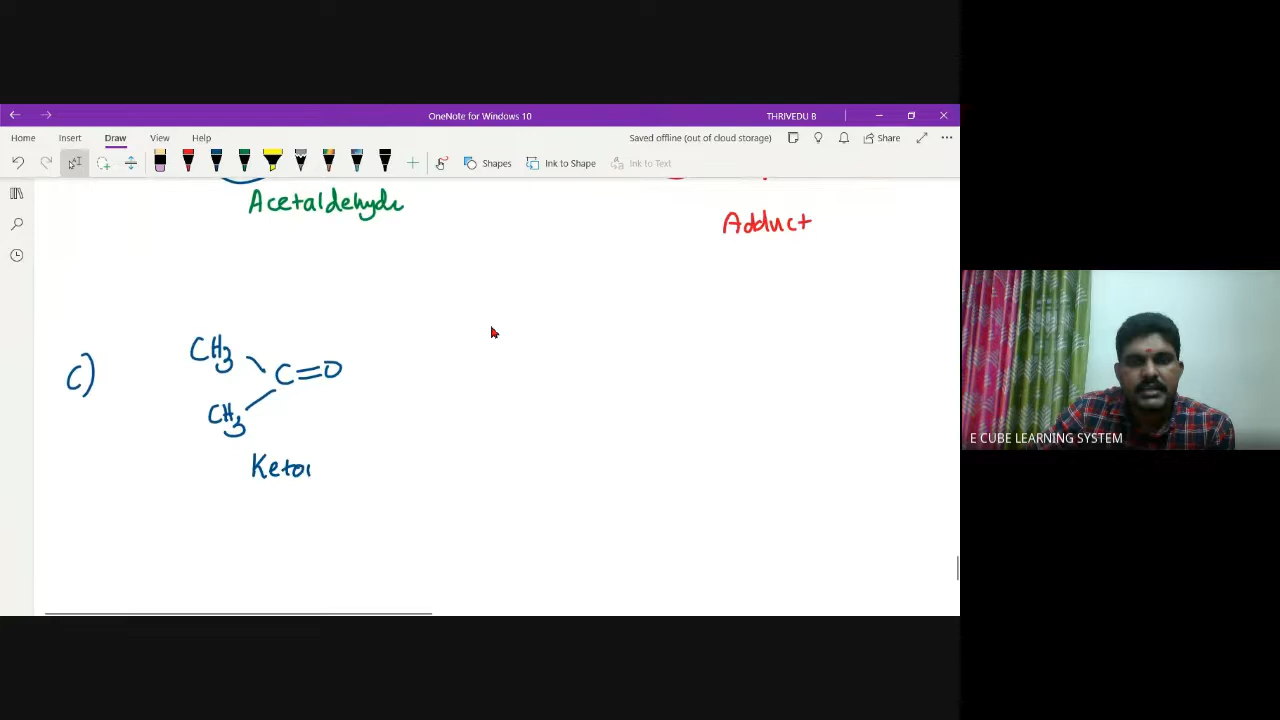 OneNote for Windows 10
THRIVEDU B
Home Insert Draw View Help
Saved offline (out of cloud storage)
Share
Shapes
Ink to Shape
Ink to Text
Acetaldehyde
Adduct
C)
CH3
C=O
CH3
Keton
E CUBE LEARNING SYSTEM